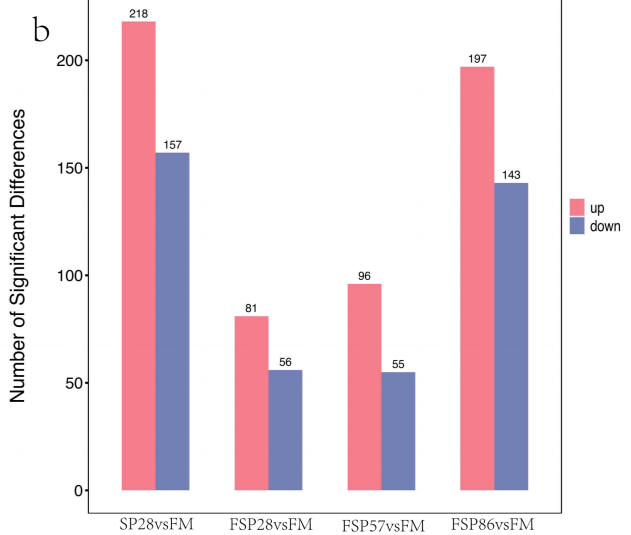 b
Number of Significant Differences
200
150
100
50
0
218
157
81
56
96
55
197
143
SP28vsFM
FSP28vsFM
FSP57vsFM
FSP86vsFM
up
down